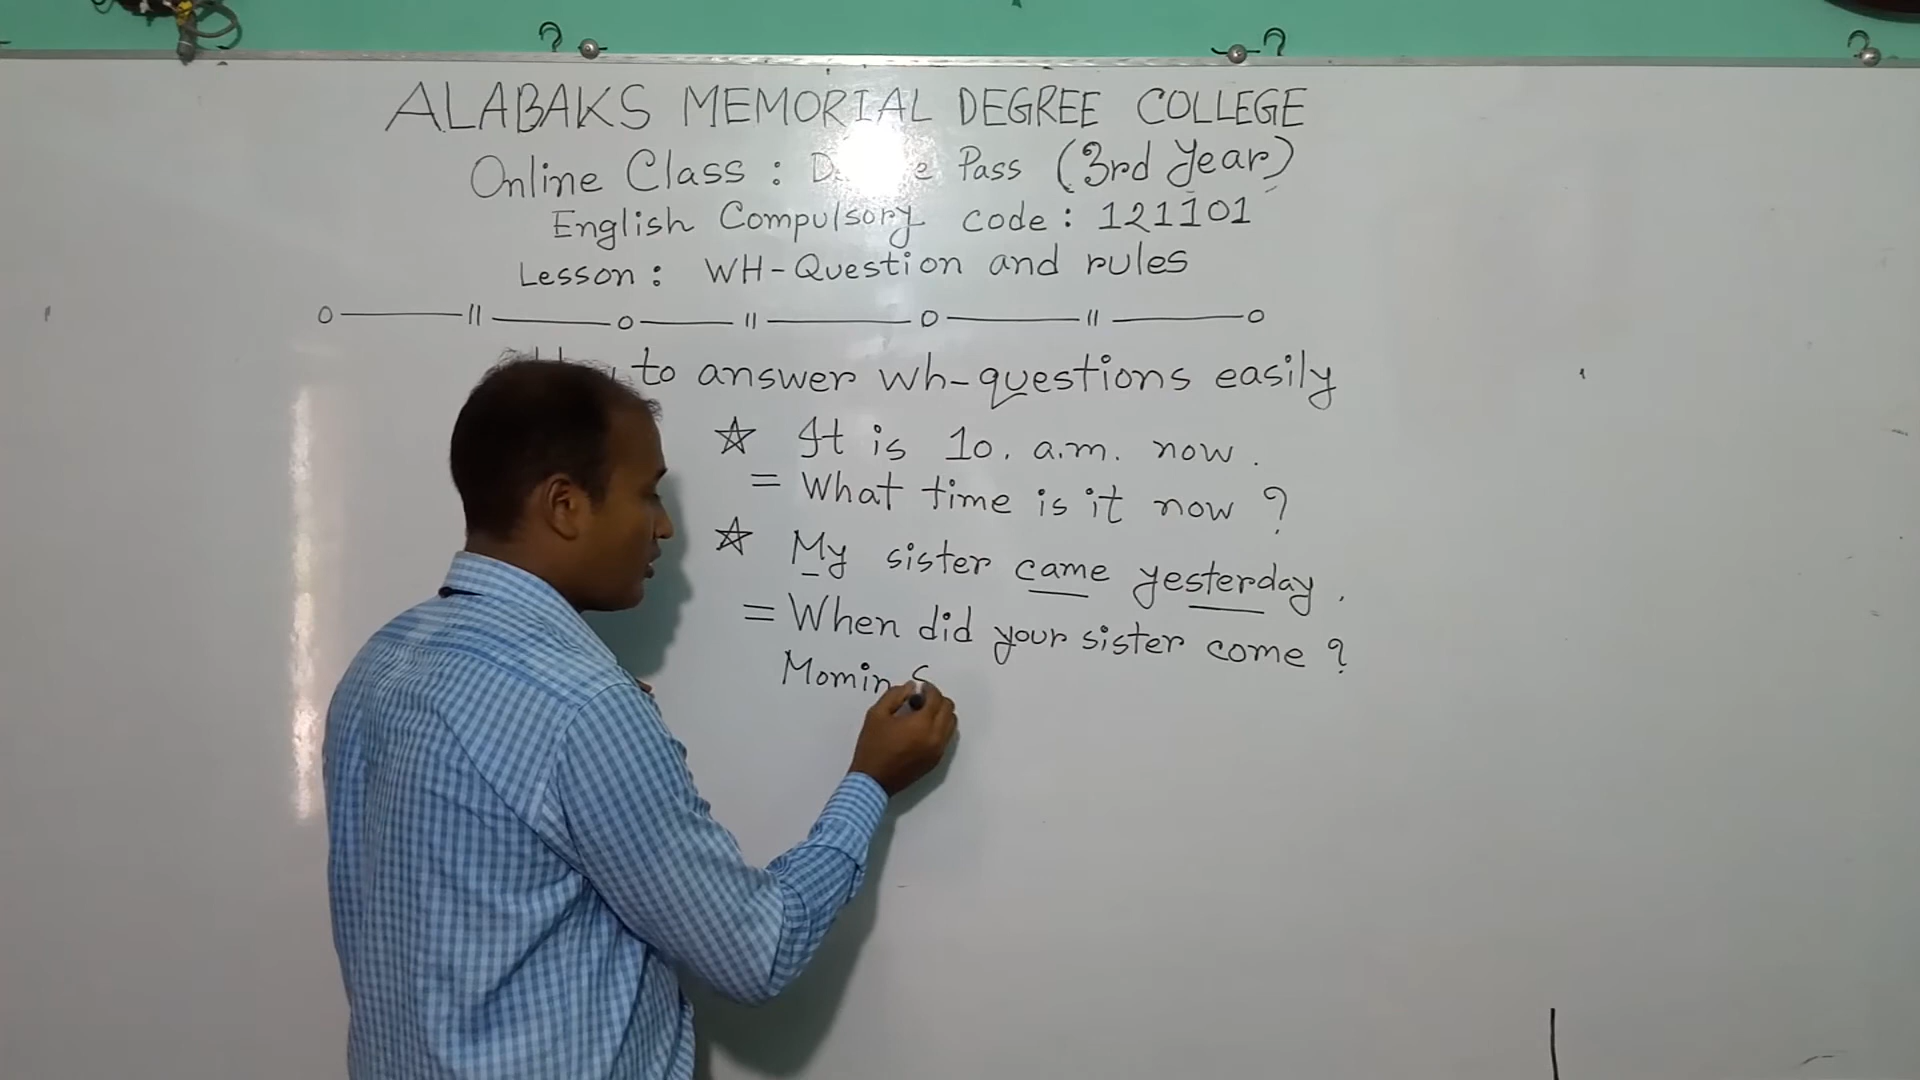 ALABAKS MEMORIAL DEGREE COLLEGE
Online Class : Pass (3rd Year)
English Compulsory code : 121101
Lesson : WH-Question and rules
to answer wh-questions easily
☆ It is 10. a.m. now.
= What time is it now ?
☆ My sister came yesterday.
= When did your sister come ?
Momin